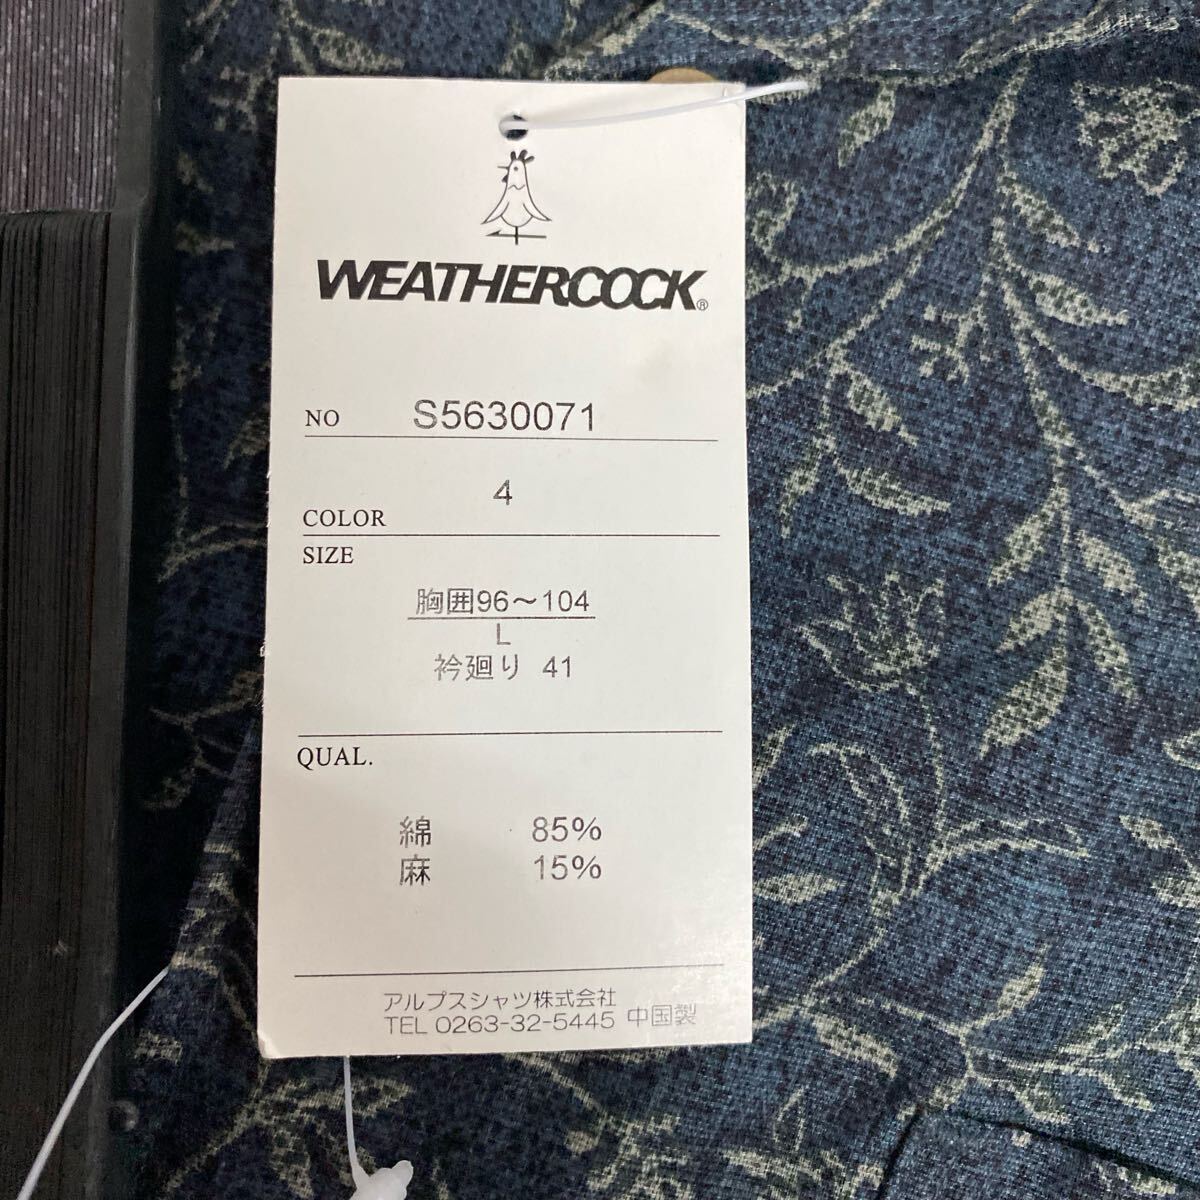 WEATHERCOCK®
NO S5630071
4
COLOR
SIZE
胸囲96～104
L
衿廻り 41
QUAL.
綿 85%
麻 15%
アルプスシャツ株式会社
TEL 0263-32-5445 中国製